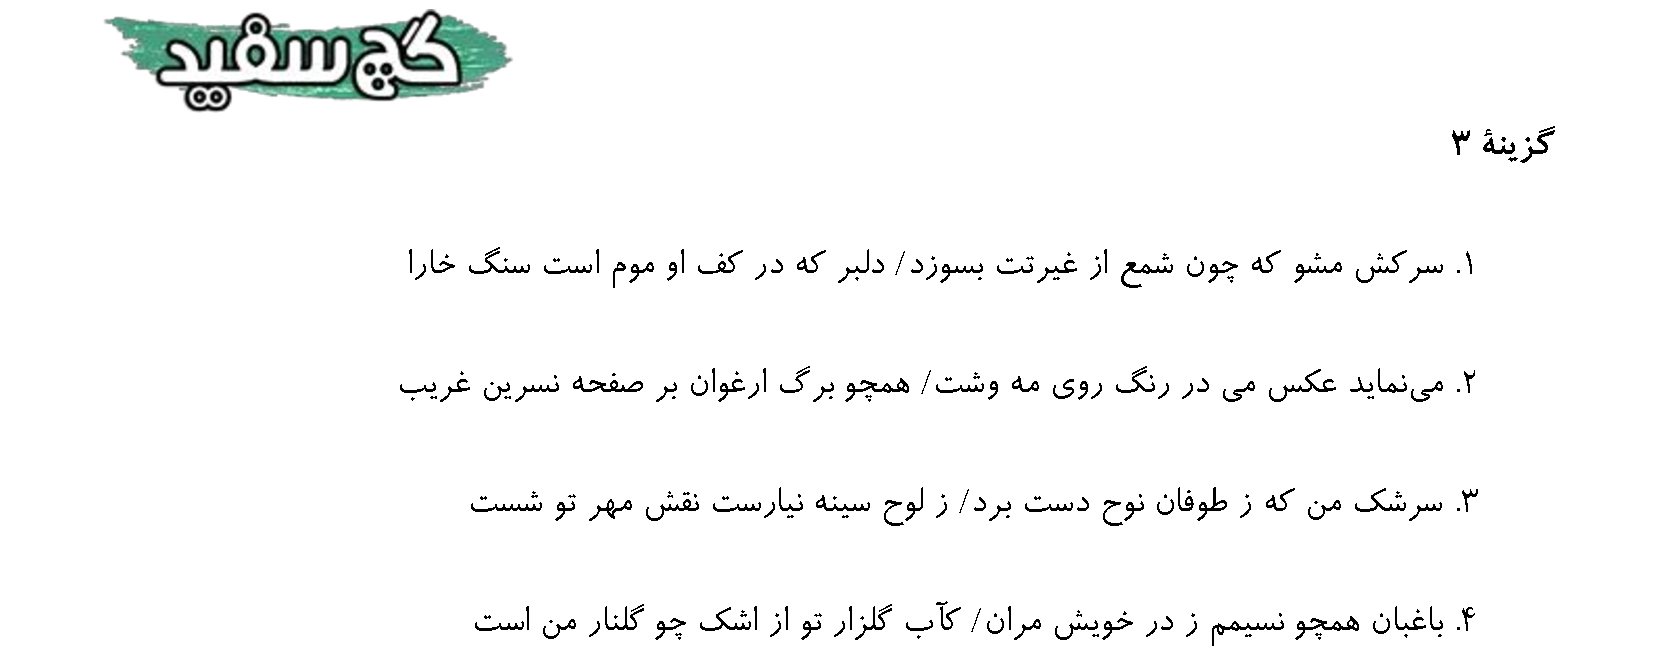 گچ سفید
گزینۀ ۳
۱. سرکش مشو که چون شمع از غیرتت بسوزد/ دلبر که در کف او موم است سنگ خارا
۲. می‌نماید عکس می در رنگ روی مه وشت/ همچو برگ ارغوان بر صفحه نسرین غریب
۳. سرشک من که ز طوفان نوح دست برد/ ز لوح سینه نیارست نقش مهر تو شست
۴. باغبان همچو نسیمم ز در خویش مران/ کآب گلزار تو از اشک چو گلنار من است